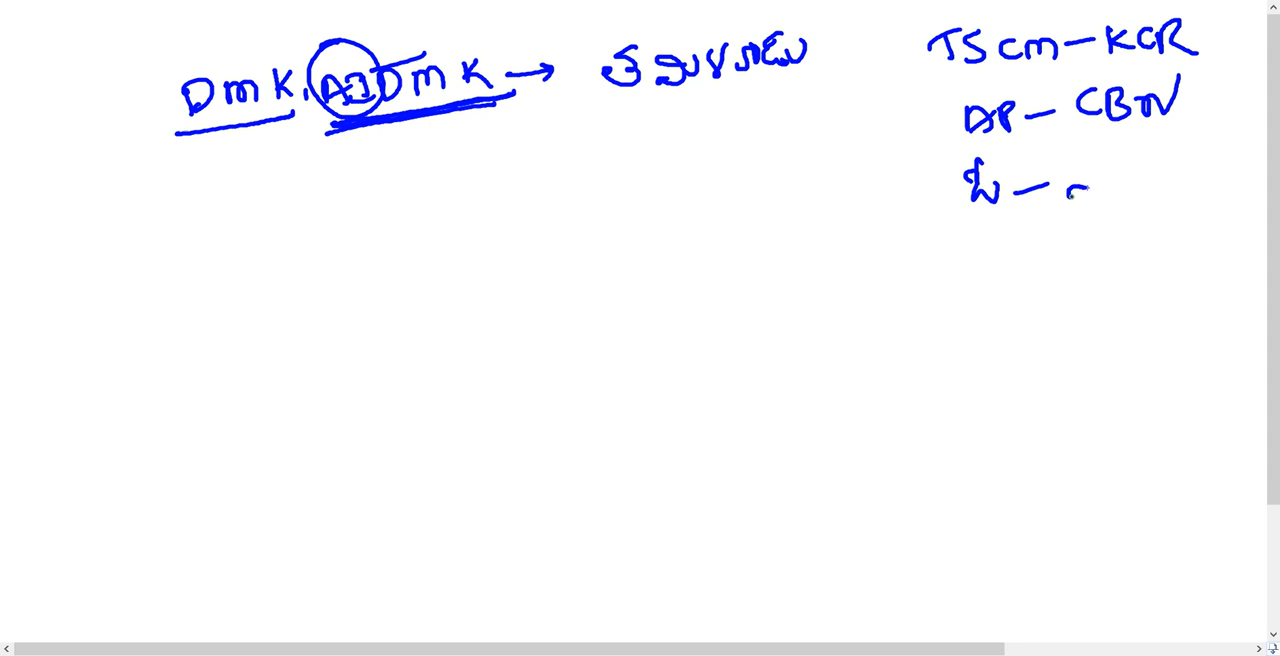 DMK, AIDMK → తమిళనాడు
TS CM - KCR
AP - CBN